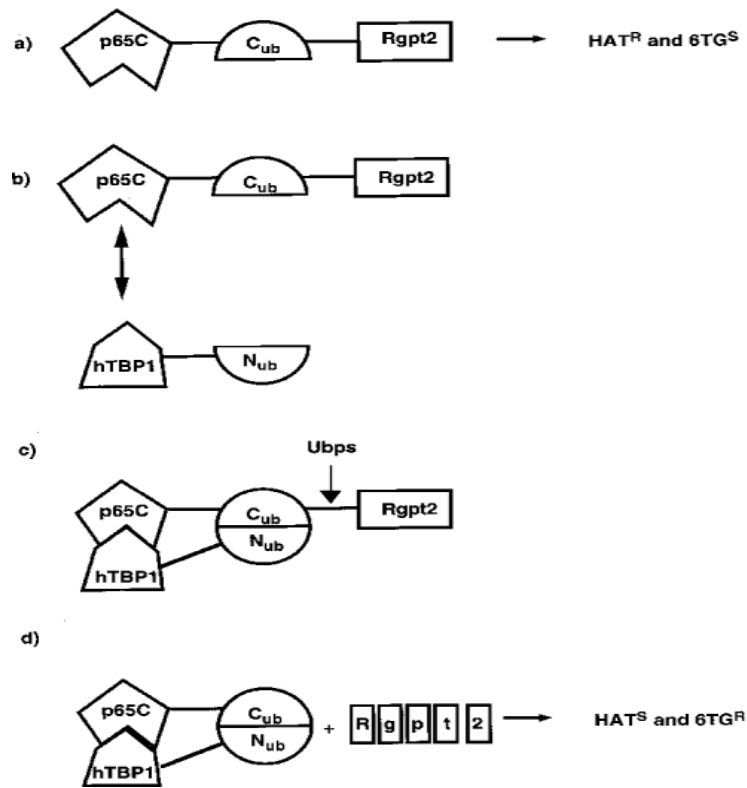 a) p65C Cub Rgpt2 HATR and 6TGS
b) p65C Cub Rgpt2
hTBP1 Nub
c) Ubps
p65C Cub Rgpt2
hTBP1 Nub
d) p65C Cub + R g p t 2 HATS and 6TGR
hTBP1 Nub